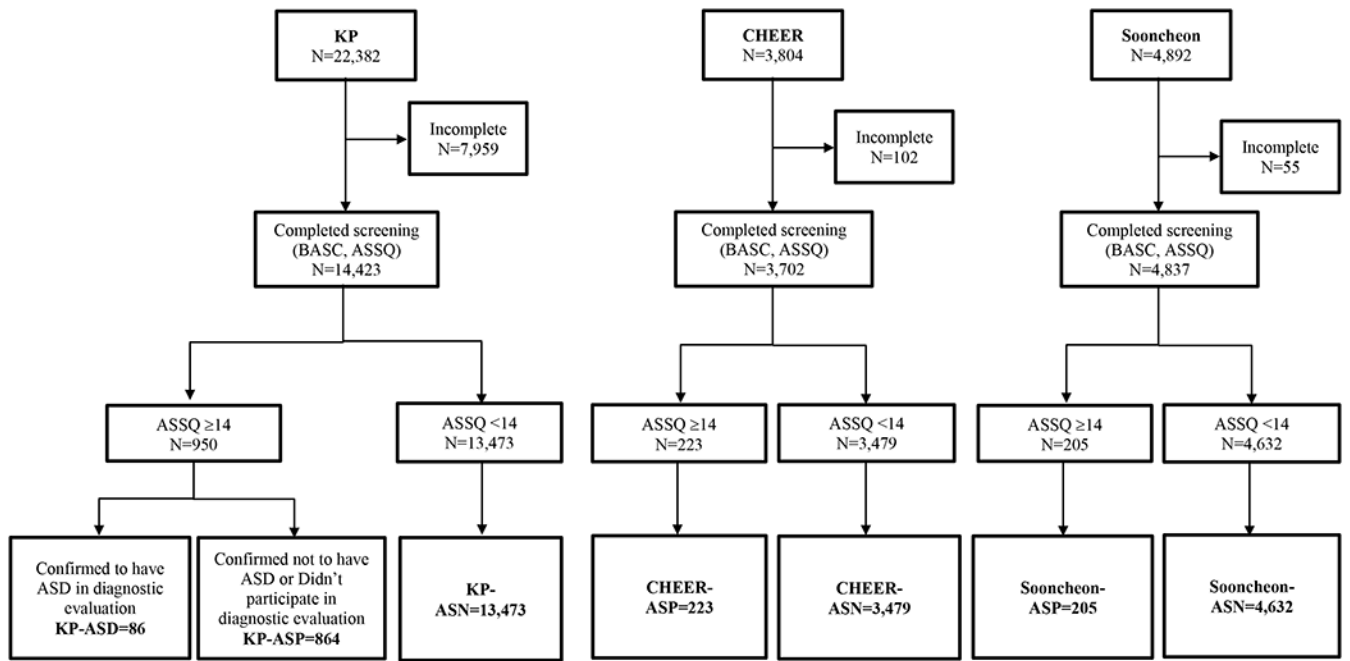 KP
N=22,382
Incomplete
N=7,959
Completed screening
(BASC, ASSQ)
N=14,423
ASSQ ≥14
N=950
ASSQ <14
N=13,473
Confirmed to have
ASD in diagnostic
evaluation
KP-ASD=86
Confirmed not to have
ASD or Didn’t
participate in
diagnostic evaluation
KP-ASP=864
KP-
ASN=13,473
CHEER
N=3,804
Incomplete
N=102
Completed screening
(BASC, ASSQ)
N=3,702
ASSQ ≥14
N=223
ASSQ <14
N=3,479
CHEER-
ASP=223
CHEER-
ASN=3,479
Sooncheon
N=4,892
Incomplete
N=55
Completed screening
(BASC, ASSQ)
N=4,837
ASSQ ≥14
N=205
ASSQ <14
N=4,632
Sooncheon-
ASP=205
Sooncheon-
ASN=4,632